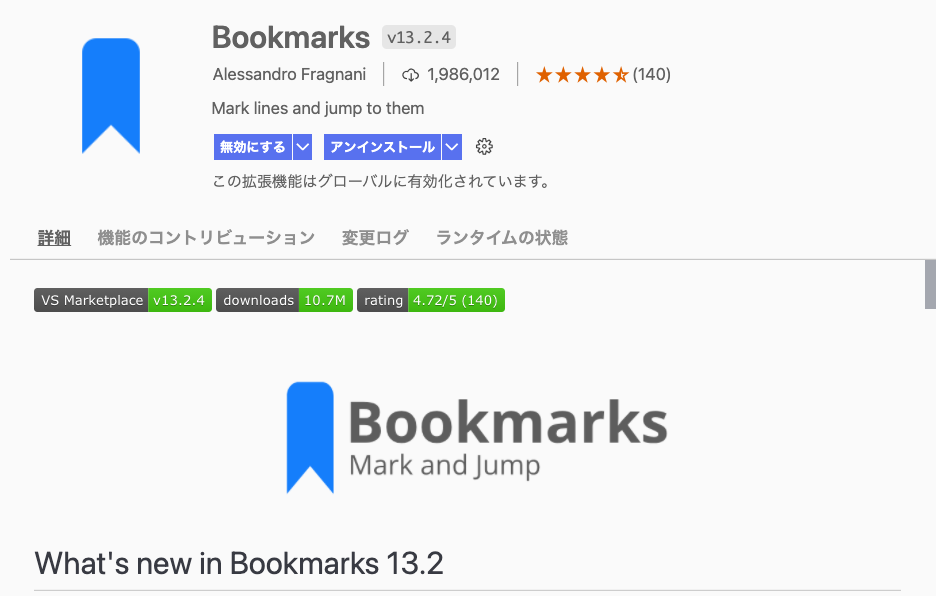 Bookmarks v13.2.4
Alessandro Fragnani 1,986,012 ★★★★⯪(140)
Mark lines and jump to them
無効にする アンインストール
この拡張機能はグローバルに有効化されています。
詳細 機能のコントリビューション 変更ログ ランタイムの状態
VS Marketplace v13.2.4 downloads 10.7M rating 4.72/5 (140)
Bookmarks
Mark and Jump
What's new in Bookmarks 13.2